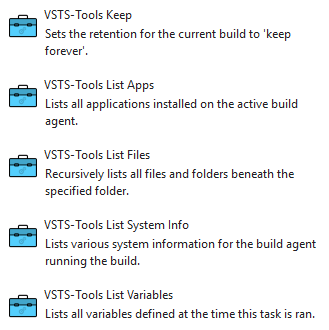 VSTS-Tools Keep
Sets the retention for the current build to 'keep
forever'.
VSTS-Tools List Apps
Lists all applications installed on the active build
agent.
VSTS-Tools List Files
Recursively lists all files and folders beneath the
specified folder.
VSTS-Tools List System Info
Lists various system information for the build agent
running the build.
VSTS-Tools List Variables
Lists all variables defined at the time this task is ran.